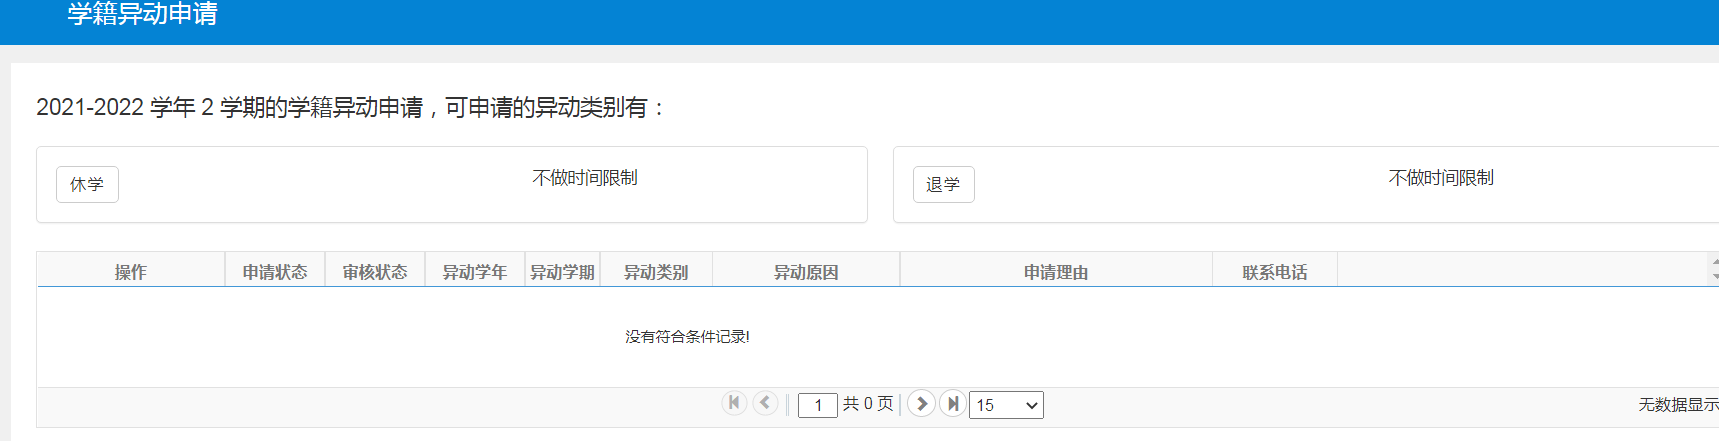 学籍异动申请
2021-2022 学年 2 学期的学籍异动申请，可申请的异动类别有：
休学 不做时间限制 退学 不做时间限制
操作 申请状态 审核状态 异动学年 异动学期 异动类别 异动原因 申请理由 联系电话
没有符合条件记录!
1 共 0 页 15 无数据显示